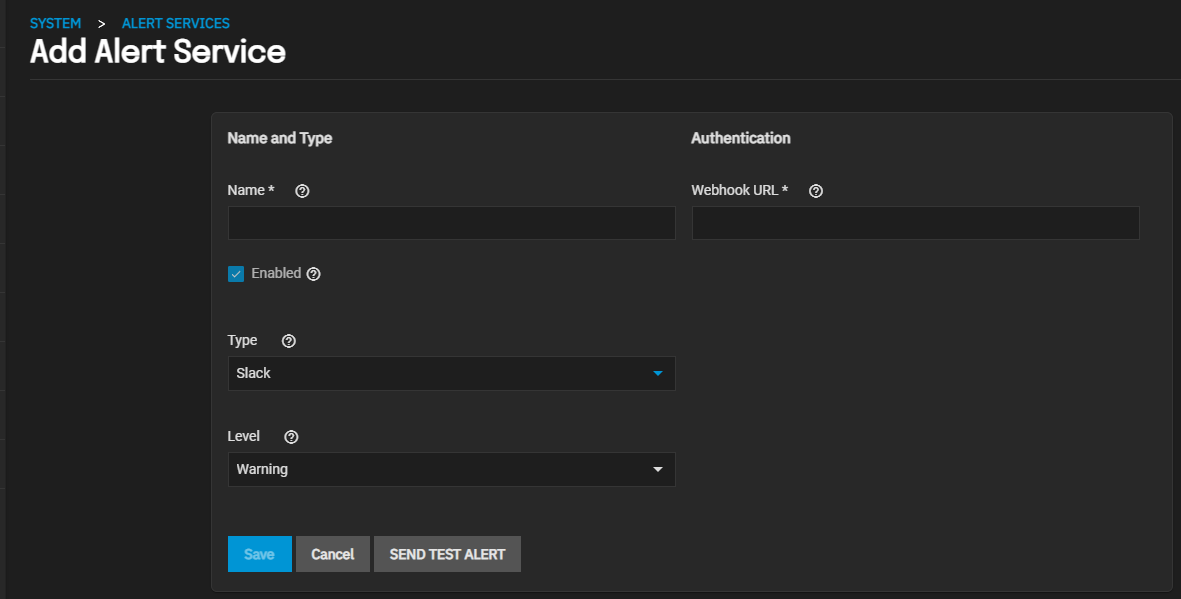 SYSTEM > ALERT SERVICES
Add Alert Service
Name and Type
Authentication
Name *
Webhook URL *
Enabled
Type
Slack
Level
Warning
Save
Cancel
SEND TEST ALERT